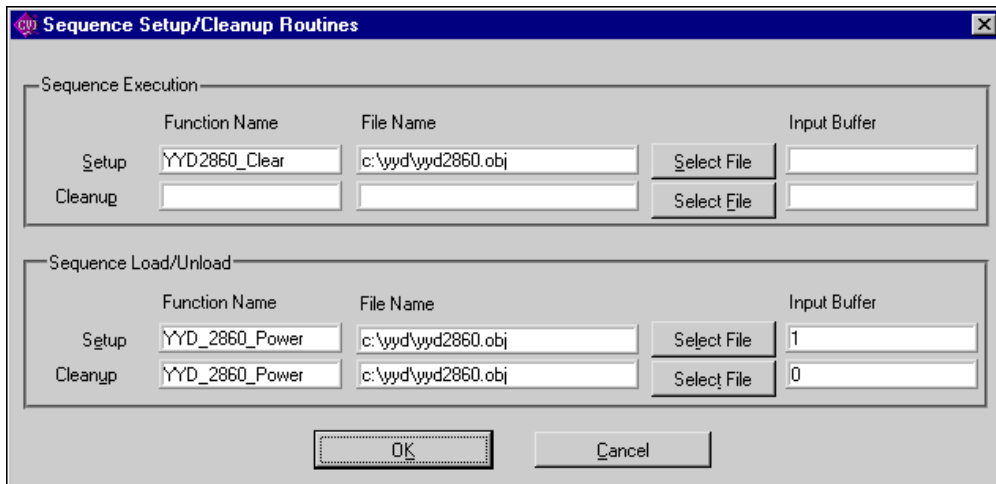 CVI Sequence Setup/Cleanup Routines
Sequence Execution
Function Name File Name Input Buffer
Setup YYD2860_Clear c:\yyd\yyd2860.obj Select File
Cleanup Select File
Sequence Load/Unload
Function Name File Name Input Buffer
Setup YYD_2860_Power c:\yyd\yyd2860.obj Select File 1
Cleanup YYD_2860_Power c:\yyd\yyd2860.obj Select File 0
OK Cancel